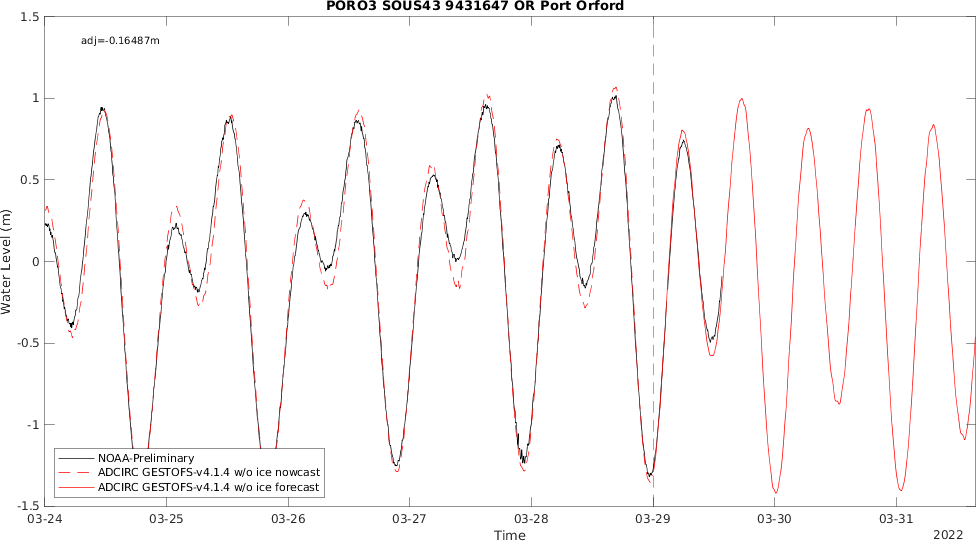 PORO3 SOUS43 9431647 OR Port Orford
adj=-0.16487m
1.5
1
0.5
0
-0.5
-1
-1.5
Water Level (m)
NOAA-Preliminary
ADCIRC GESTOFS-v4.1.4 w/o ice nowcast
ADCIRC GESTOFS-v4.1.4 w/o ice forecast
03-24 03-25 03-26 03-27 03-28 03-29 03-30 03-31
Time
2022